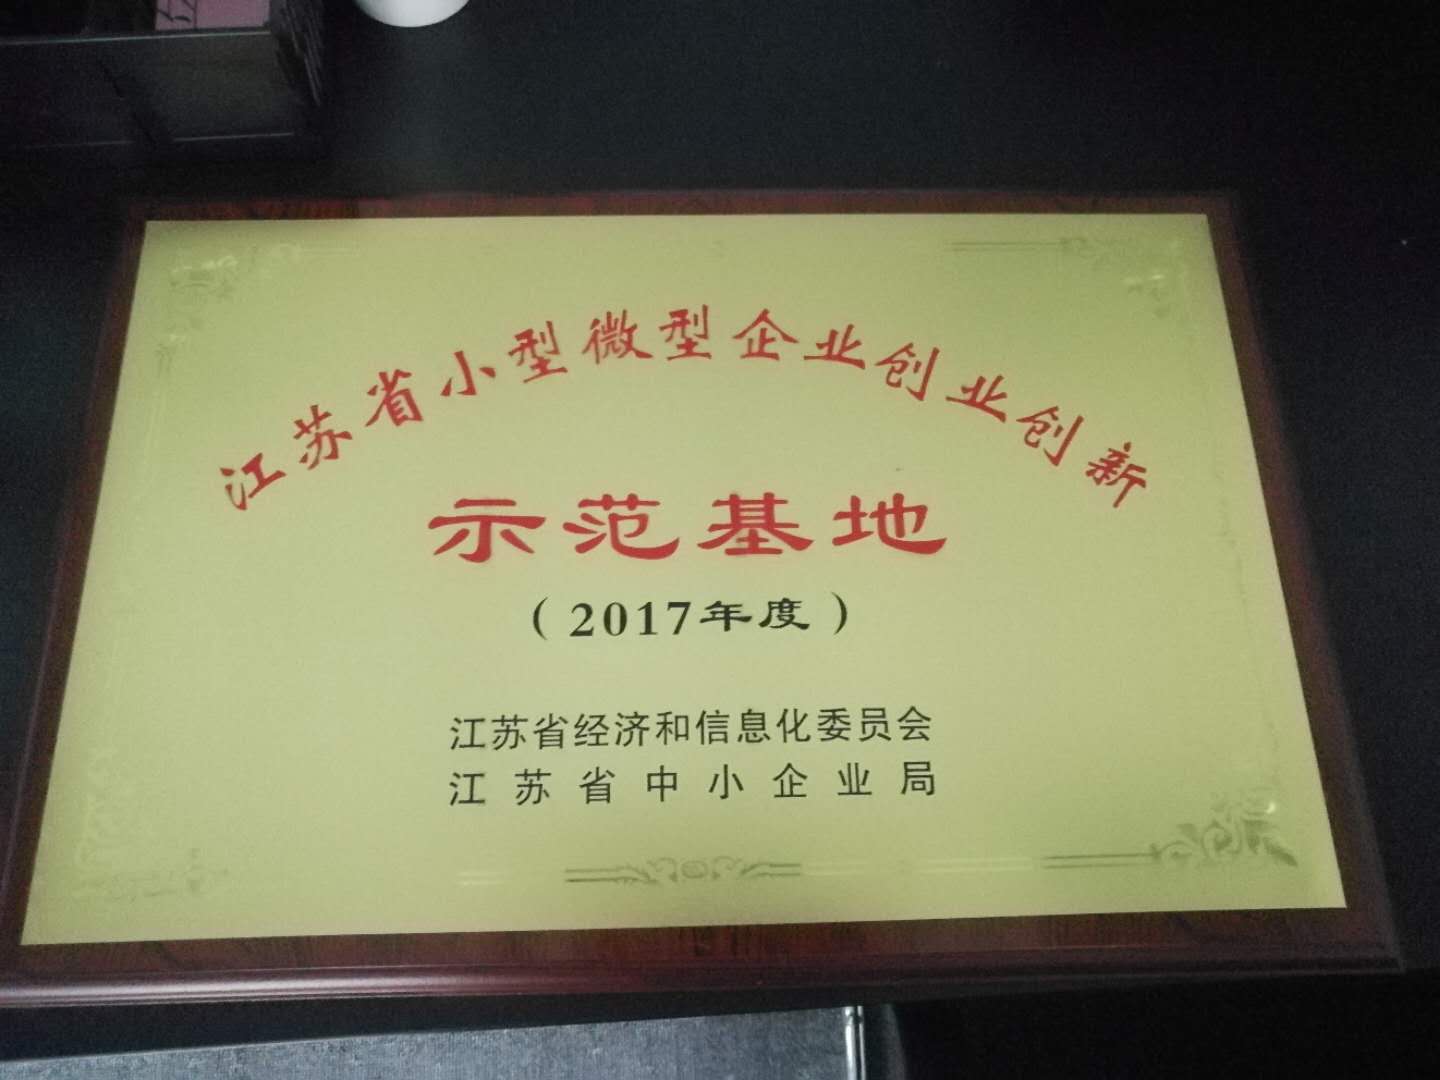 江苏省小型微型企业创业创新
示范基地
（2017年度）
江苏省经济和信息化委员会
江苏省中小企业局